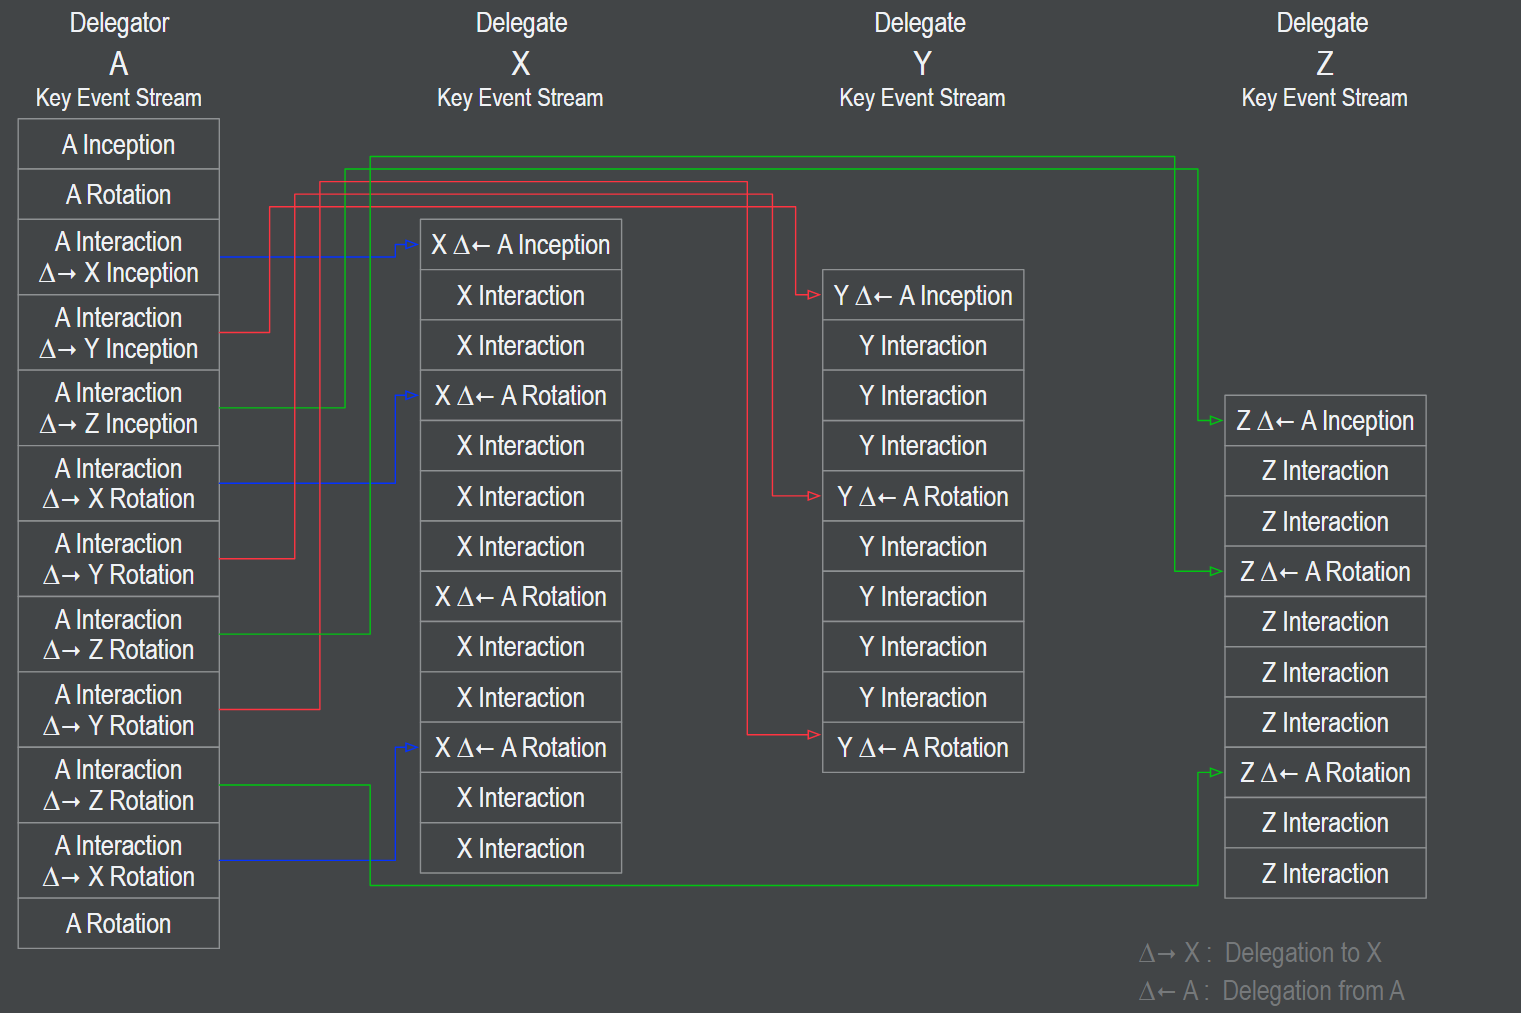 Delegator
A
Key Event Stream
A Inception
A Rotation
A Interaction
Δ→ X Inception
A Interaction
Δ→ Y Inception
A Interaction
Δ→ Z Inception
A Interaction
Δ→ X Rotation
A Interaction
Δ→ Y Rotation
A Interaction
Δ→ Z Rotation
A Interaction
Δ→ Y Rotation
A Interaction
Δ→ Z Rotation
A Interaction
Δ→ X Rotation
A Rotation
Delegate
X
Key Event Stream
X Δ← A Inception
X Interaction
X Interaction
X Δ← A Rotation
X Interaction
X Interaction
X Interaction
X Δ← A Rotation
X Interaction
X Interaction
X Δ← A Rotation
X Interaction
X Interaction
Delegate
Y
Key Event Stream
Y Δ← A Inception
Y Interaction
Y Interaction
Y Interaction
Y Δ← A Rotation
Y Interaction
Y Interaction
Y Interaction
Y Interaction
Y Δ← A Rotation
Delegate
Z
Key Event Stream
Z Δ← A Inception
Z Interaction
Z Interaction
Z Δ← A Rotation
Z Interaction
Z Interaction
Z Interaction
Z Δ← A Rotation
Z Interaction
Z Interaction
Δ→ X : Delegation to X
Δ← A : Delegation from A